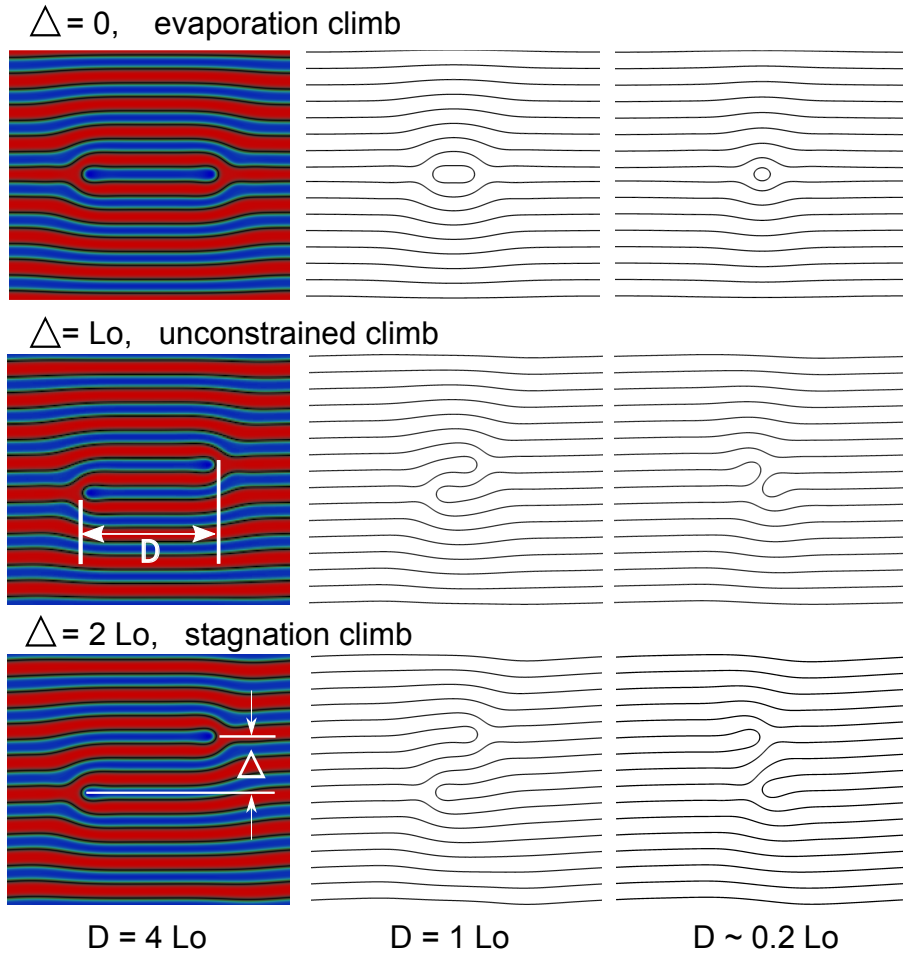 △ = 0, evaporation climb
△ = Lo, unconstrained climb
D
△ = 2 Lo, stagnation climb
△
D = 4 Lo
D = 1 Lo
D ~ 0.2 Lo